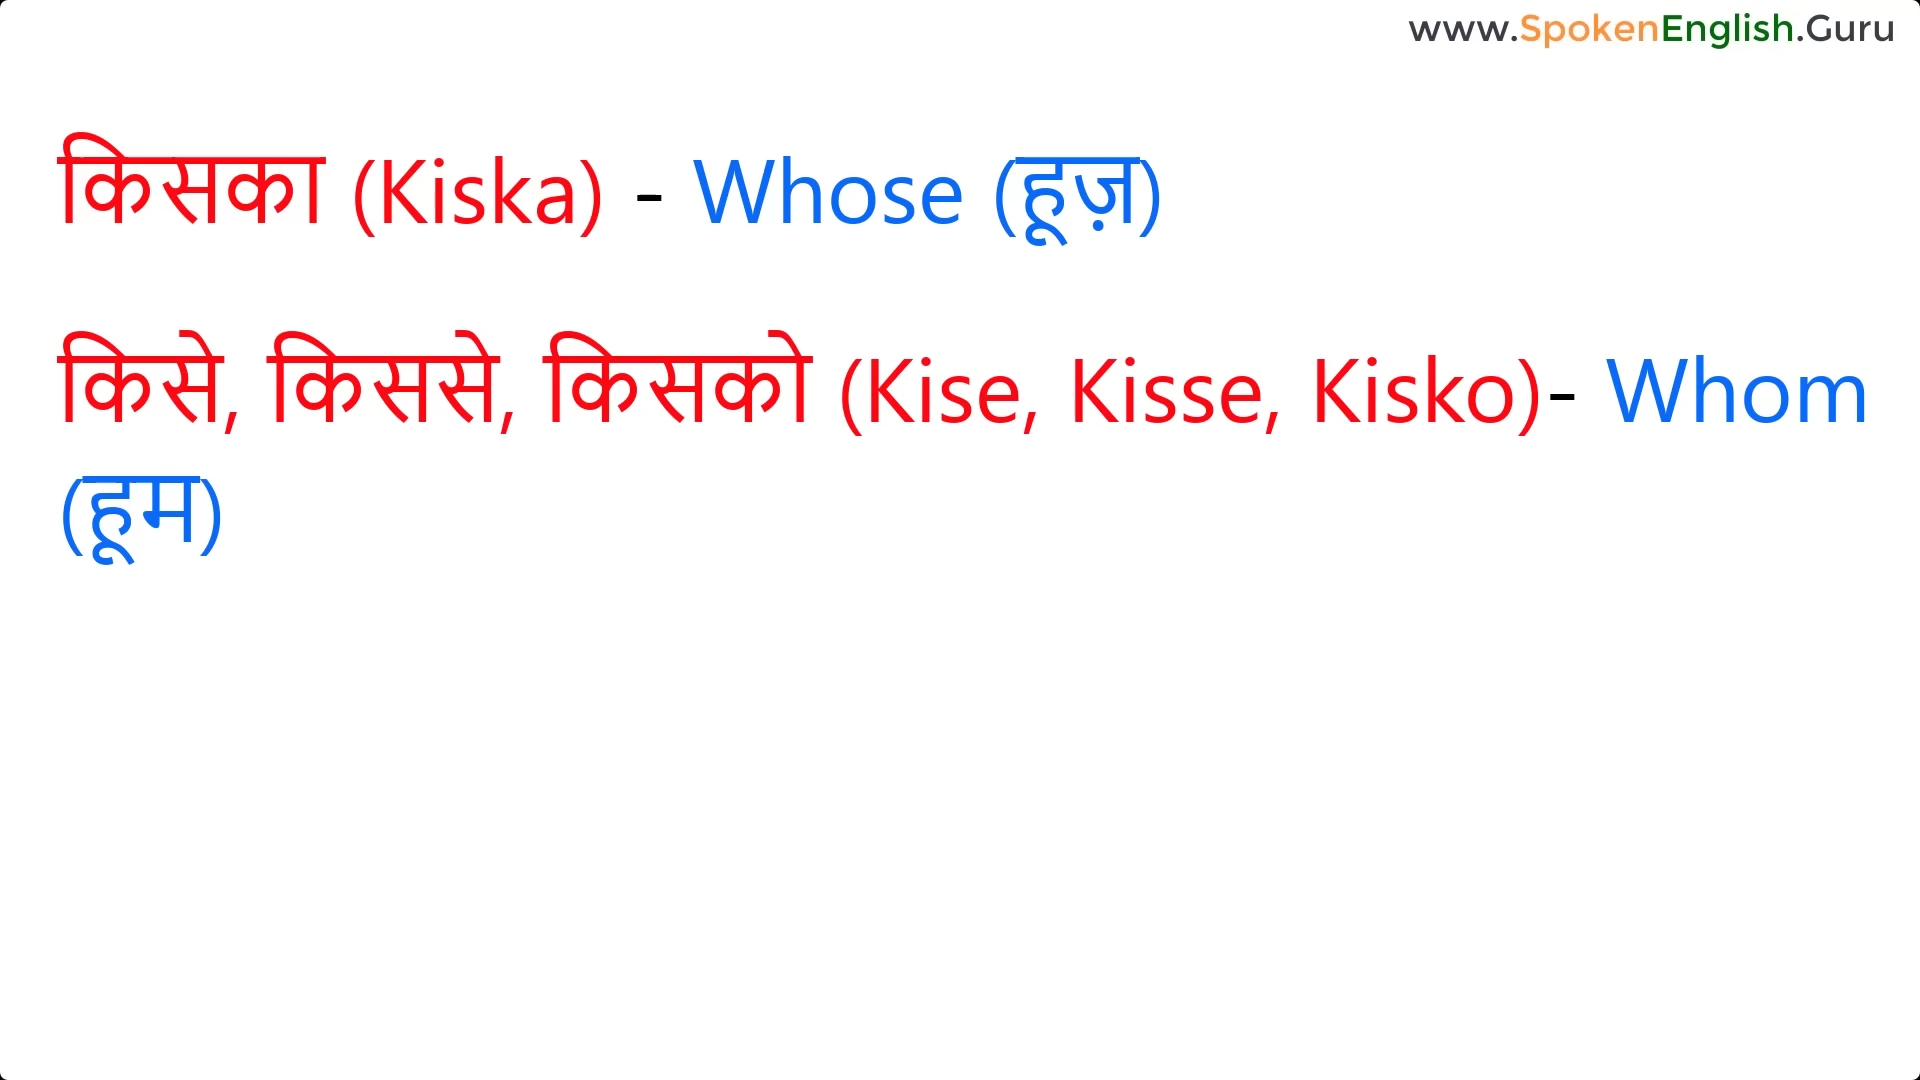 www.SpokenEnglish.Guru
किसका (Kiska) - Whose (हूज़)
किसे, किससे, किसको (Kise, Kisse, Kisko)- Whom
(हूम)